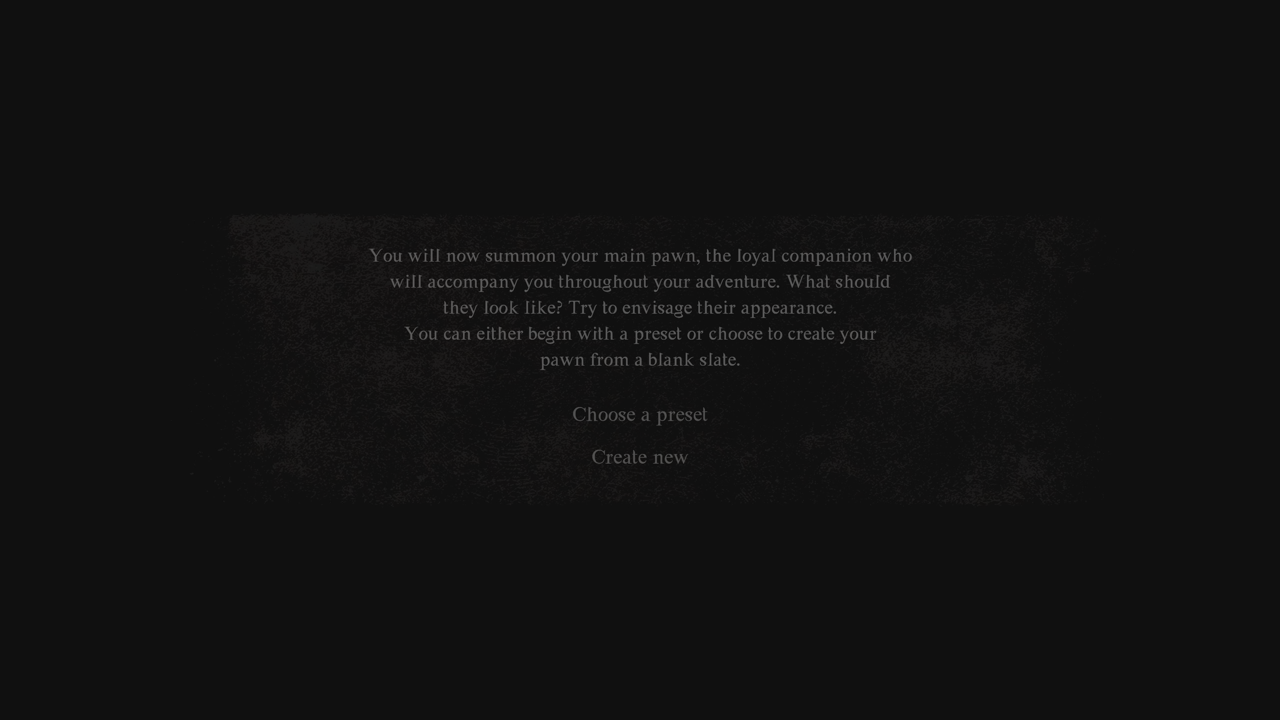 You will now summon your main pawn, the loyal companion who
will accompany you throughout your adventure. What should
they look like? Try to envisage their appearance.
You can either begin with a preset or choose to create your
pawn from a blank slate.
Choose a preset
Create new